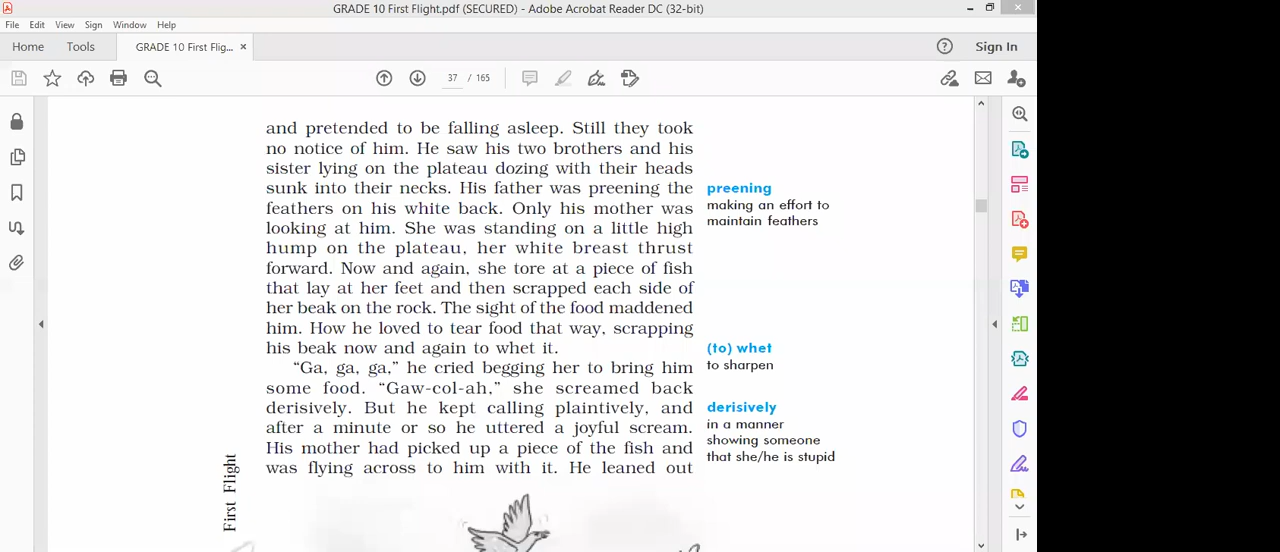 GRADE 10 First Flight.pdf (SECURED) - Adobe Acrobat Reader DC (32-bit)
File Edit View Sign Window Help
Home Tools GRADE 10 First Flig... × Sign In
37 / 165
and pretended to be falling asleep. Still they took
no notice of him. He saw his two brothers and his
sister lying on the plateau dozing with their heads
sunk into their necks. His father was preening the
feathers on his white back. Only his mother was
looking at him. She was standing on a little high
hump on the plateau, her white breast thrust
forward. Now and again, she tore at a piece of fish
that lay at her feet and then scrapped each side of
her beak on the rock. The sight of the food maddened
him. How he loved to tear food that way, scrapping
his beak now and again to whet it.
“Ga, ga, ga,” he cried begging her to bring him
some food. “Gaw-col-ah,” she screamed back
derisively. But he kept calling plaintively, and
after a minute or so he uttered a joyful scream.
His mother had picked up a piece of the fish and
was flying across to him with it. He leaned out
preening
making an effort to
maintain feathers
(to) whet
to sharpen
derisively
in a manner
showing someone
that she/he is stupid
First Flight